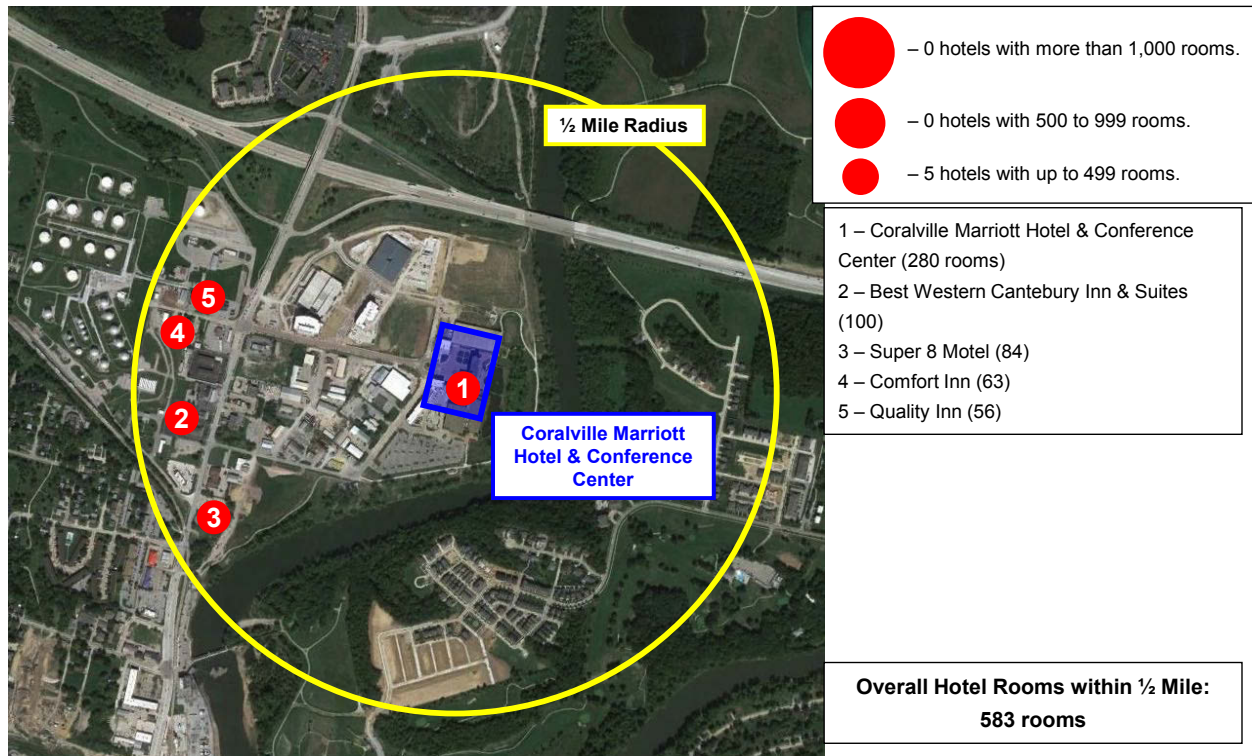 ½ Mile Radius
5
4
1
2
3
Coralville Marriott
Hotel & Conference
Center
– 0 hotels with more than 1,000 rooms.
– 0 hotels with 500 to 999 rooms.
– 5 hotels with up to 499 rooms.
1 – Coralville Marriott Hotel & Conference
Center (280 rooms)
2 – Best Western Cantebury Inn & Suites
(100)
3 – Super 8 Motel (84)
4 – Comfort Inn (63)
5 – Quality Inn (56)
Overall Hotel Rooms within ½ Mile:
583 rooms